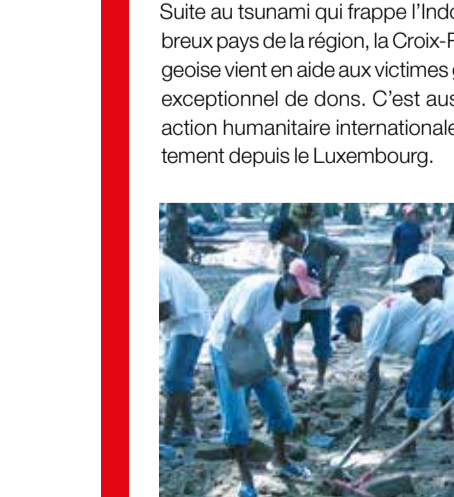 Suite au tsunami qui frappe l’Indo
breux pays de la région, la Croix-R
geoise vient en aide aux victimes g
exceptionnel de dons. C’est aus
action humanitaire internationale
tement depuis le Luxembourg.